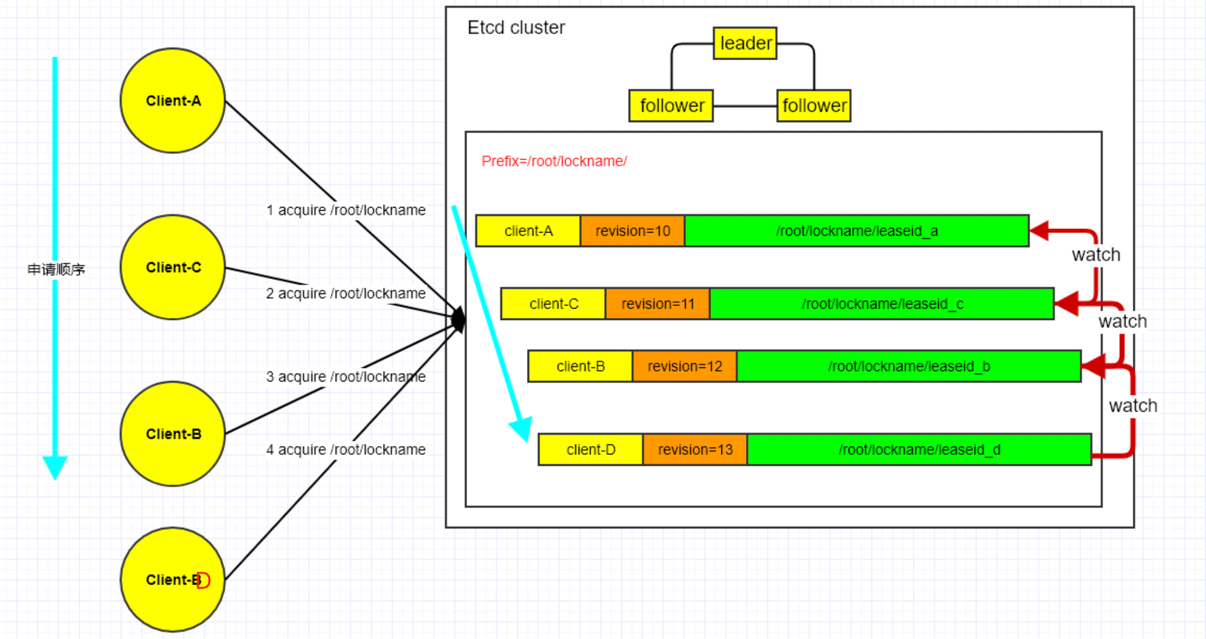 Etcd cluster
leader
follower
follower
Prefix=/root/lockname/
申请顺序
Client-A
Client-C
Client-B
Client-BD
1 acquire /root/lockname
2 acquire /root/lockname
3 acquire /root/lockname
4 acquire /root/lockname
client-A revision=10 /root/lockname/leaseid_a
watch
client-C revision=11 /root/lockname/leaseid_c
watch
client-B revision=12 /root/lockname/leaseid_b
watch
client-D revision=13 /root/lockname/leaseid_d